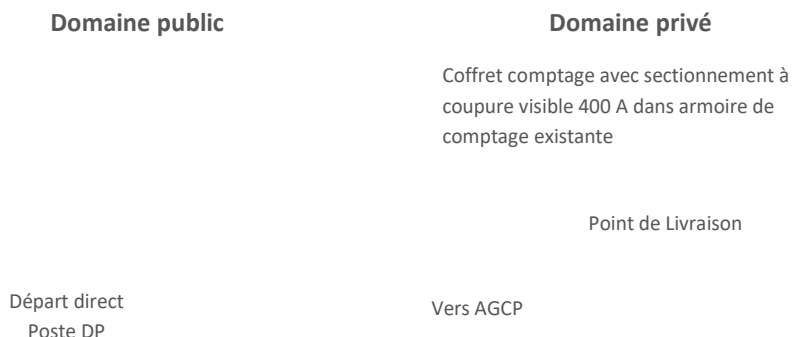 Domaine public
Domaine privé
Coffret comptage avec sectionnement à
coupure visible 400 A dans armoire de
comptage existante
Point de Livraison
Départ direct
Poste DP
Vers AGCP